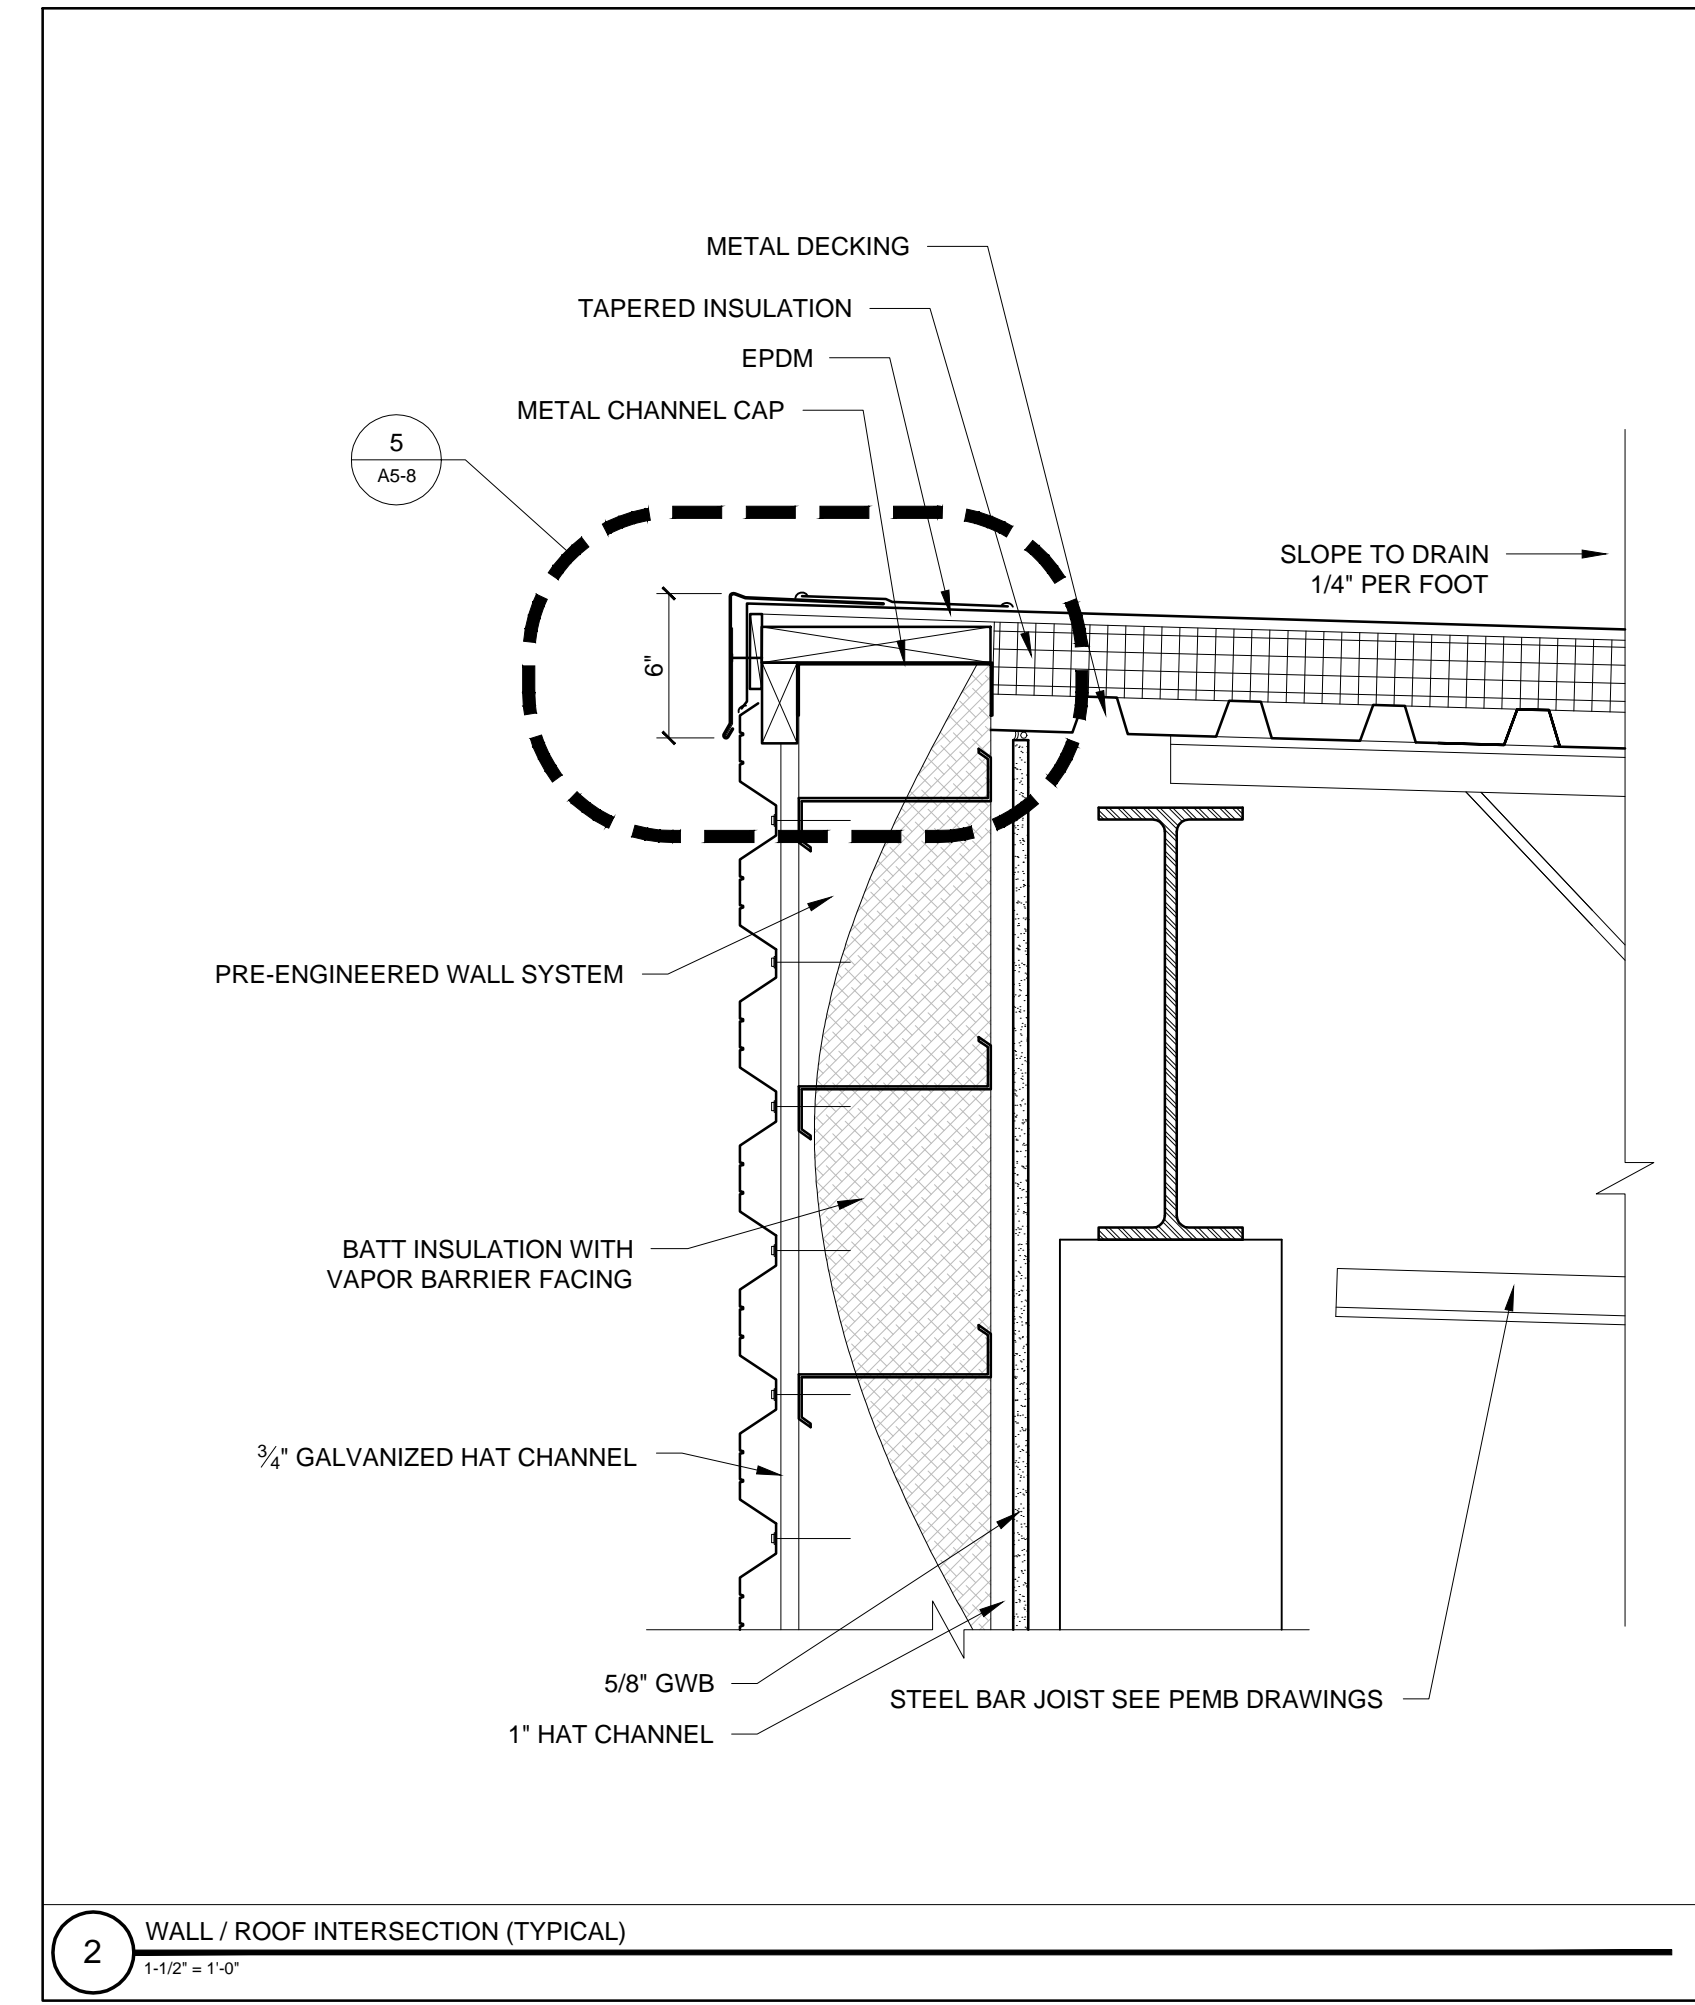 METAL DECKING
TAPERED INSULATION
EPDM
METAL CHANNEL CAP
5
A5-8
SLOPE TO DRAIN
1/4" PER FOOT
6"
PRE-ENGINEERED WALL SYSTEM
BATT INSULATION WITH
VAPOR BARRIER FACING
3/4" GALVANIZED HAT CHANNEL
5/8" GWB
1" HAT CHANNEL
STEEL BAR JOIST SEE PEMB DRAWINGS
2
WALL / ROOF INTERSECTION (TYPICAL)
1-1/2" = 1'-0"